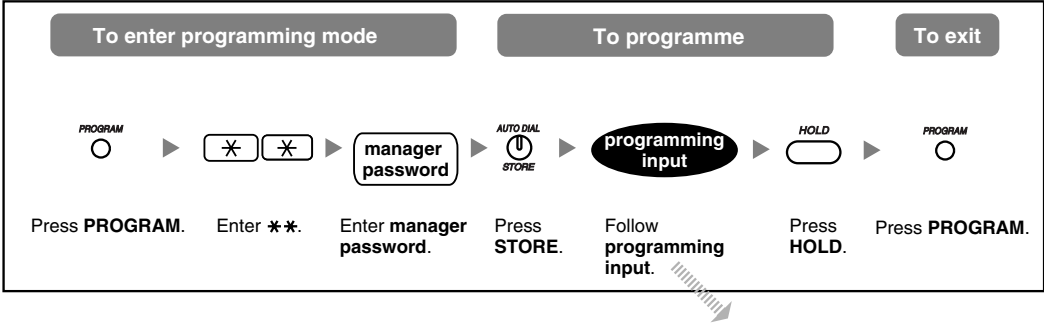 To enter programming mode
To programme
To exit
PROGRAM
✳ ✳
manager
password
AUTO DIAL
STORE
programming
input
HOLD
PROGRAM
Press PROGRAM.
Enter ✳✳.
Enter manager
password.
Press
STORE.
Follow
programming
input.
Press
HOLD.
Press PROGRAM.